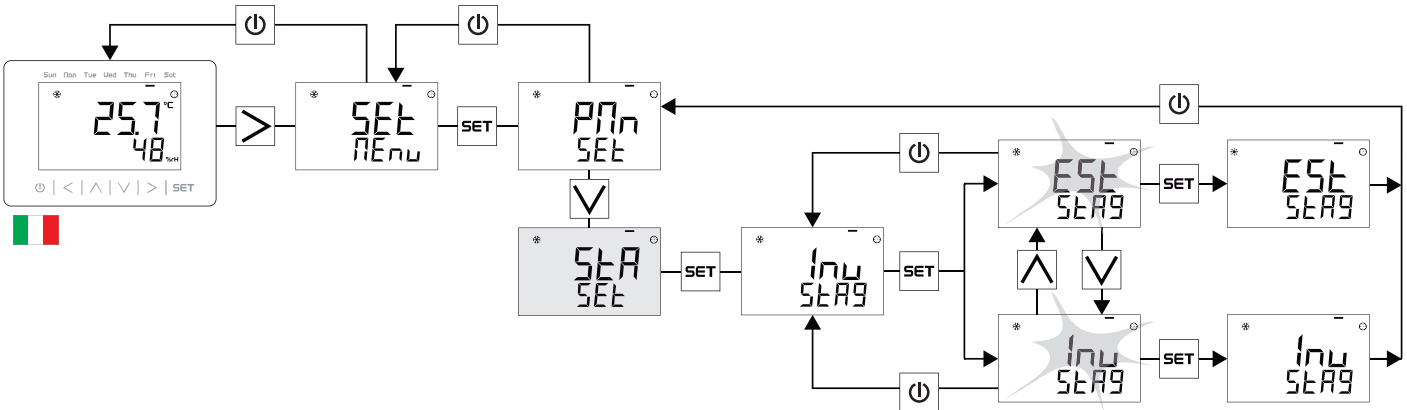 Sun Mon Tue Wed Thu Fri Sat
25.7 °C
48 %rH
SET
SEt
MEnu
SET
PMn
SEt
StA
SEt
SET
Inv
StAg
SET
ESt
StAg
SET
ESt
StAg
Inv
StAg
SET
Inv
StAg